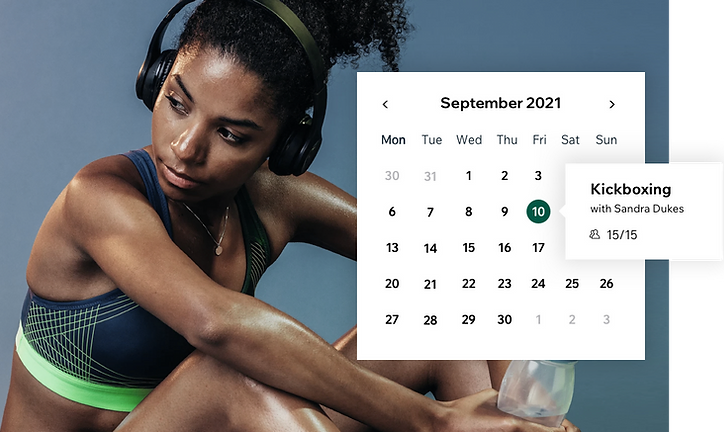 September 2021
Mon Tue Wed Thu Fri Sat Sun
30 31 1 2 3
6 7 8 9 10
13 14 15 16 17
20 21 22 23 24 25 26
27 28 29 30 1 2 3
Kickboxing
with Sandra Dukes
15/15